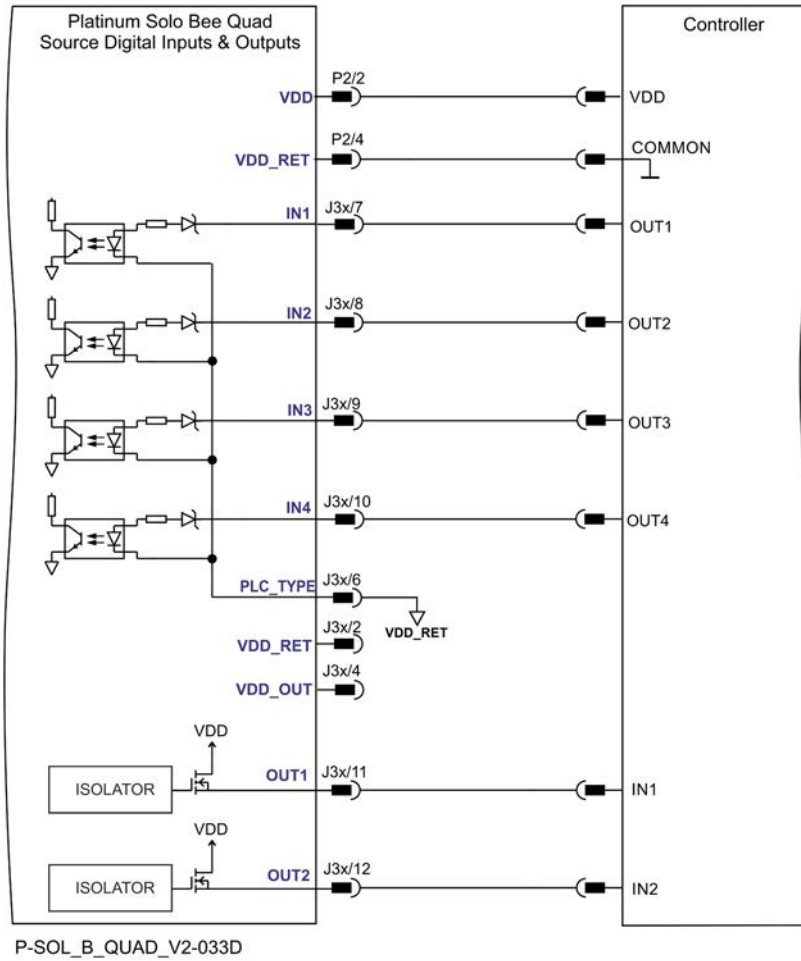 Platinum Solo Bee Quad
Source Digital Inputs & Outputs
Controller
VDD
P2/2
VDD
VDD_RET
P2/4
COMMON
IN1
J3x/7
OUT1
IN2
J3x/8
OUT2
IN3
J3x/9
OUT3
IN4
J3x/10
OUT4
PLC_TYPE
J3x/6
VDD_RET
VDD_RET
J3x/2
VDD_OUT
J3x/4
VDD
ISOLATOR
OUT1
J3x/11
IN1
VDD
ISOLATOR
OUT2
J3x/12
IN2
P-SOL_B_QUAD_V2-033D